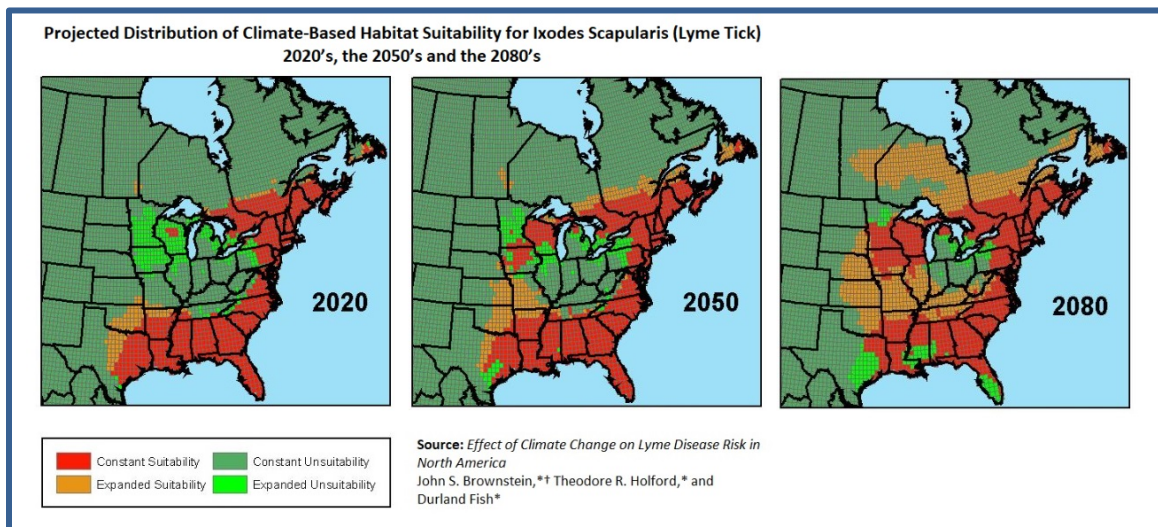 Projected Distribution of Climate-Based Habitat Suitability for Ixodes Scapularis (Lyme Tick)
2020's, the 2050's and the 2080's
2020
2050
2080
Constant Suitability
Constant Unsuitability
Expanded Suitability
Expanded Unsuitability
Source: Effect of Climate Change on Lyme Disease Risk in
North America
John S. Brownstein,*† Theodore R. Holford,* and
Durland Fish*